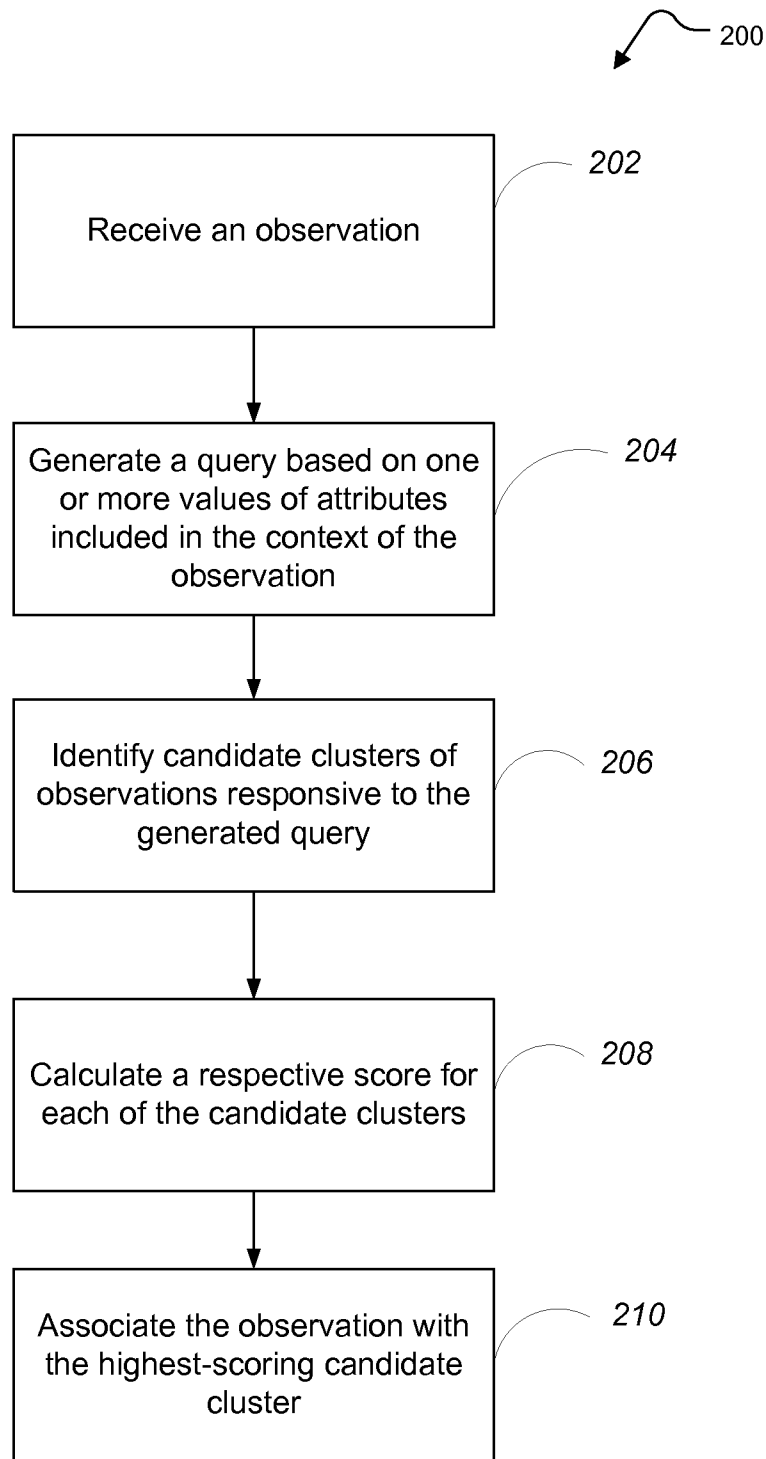 200
Receive an observation
202
Generate a query based on one
or more values of attributes
included in the context of the
observation
204
Identify candidate clusters of
observations responsive to the
generated query
206
Calculate a respective score for
each of the candidate clusters
208
Associate the observation with
the highest-scoring candidate
cluster
210